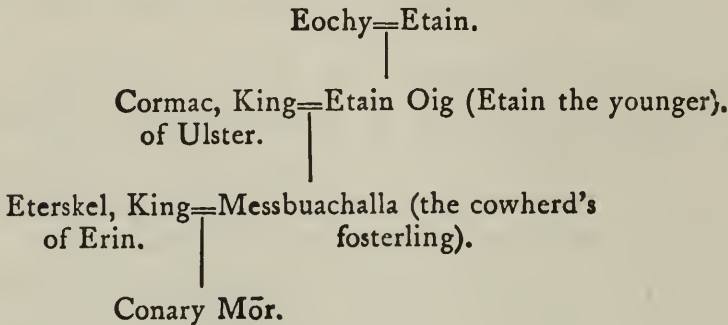 Eochy=Etain.
Cormac, King=Etain Oig (Etain the younger).
of Ulster.
Eterskel, King=Messbuachalla (the cowherd's
of Erin. fosterling).
Conary Mōr.